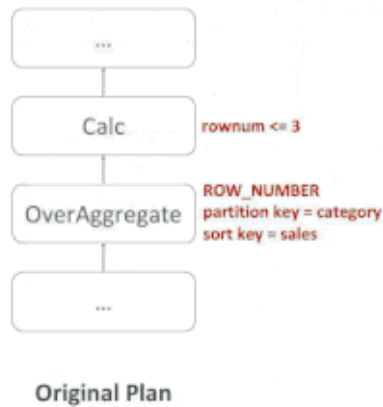 ...
Calc
rownum <= 3
OverAggregate
ROW_NUMBER
partition key = category
sort key = sales
...
Original Plan